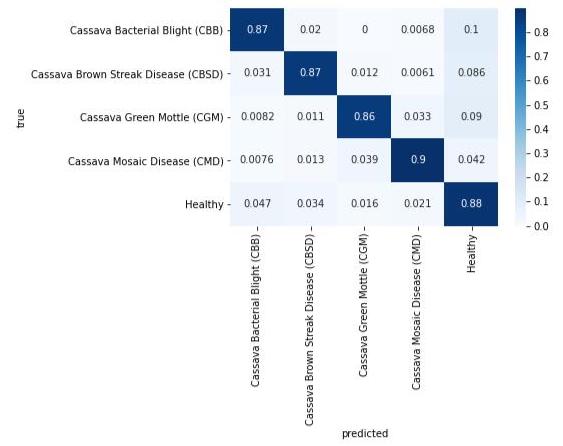 Cassava Bacterial Blight (CBB) 0.87 0.02 0 0.0068 0.1
Cassava Brown Streak Disease (CBSD) 0.031 0.87 0.012 0.0061 0.086
Cassava Green Mottle (CGM) 0.0082 0.011 0.86 0.033 0.09
Cassava Mosaic Disease (CMD) 0.0076 0.013 0.039 0.9 0.042
Healthy 0.047 0.034 0.016 0.021 0.88
true
0.8
0.7
0.6
0.5
0.4
0.3
0.2
0.1
0.0
Cassava Bacterial Blight (CBB)
Cassava Brown Streak Disease (CBSD)
Cassava Green Mottle (CGM)
Cassava Mosaic Disease (CMD)
Healthy
predicted